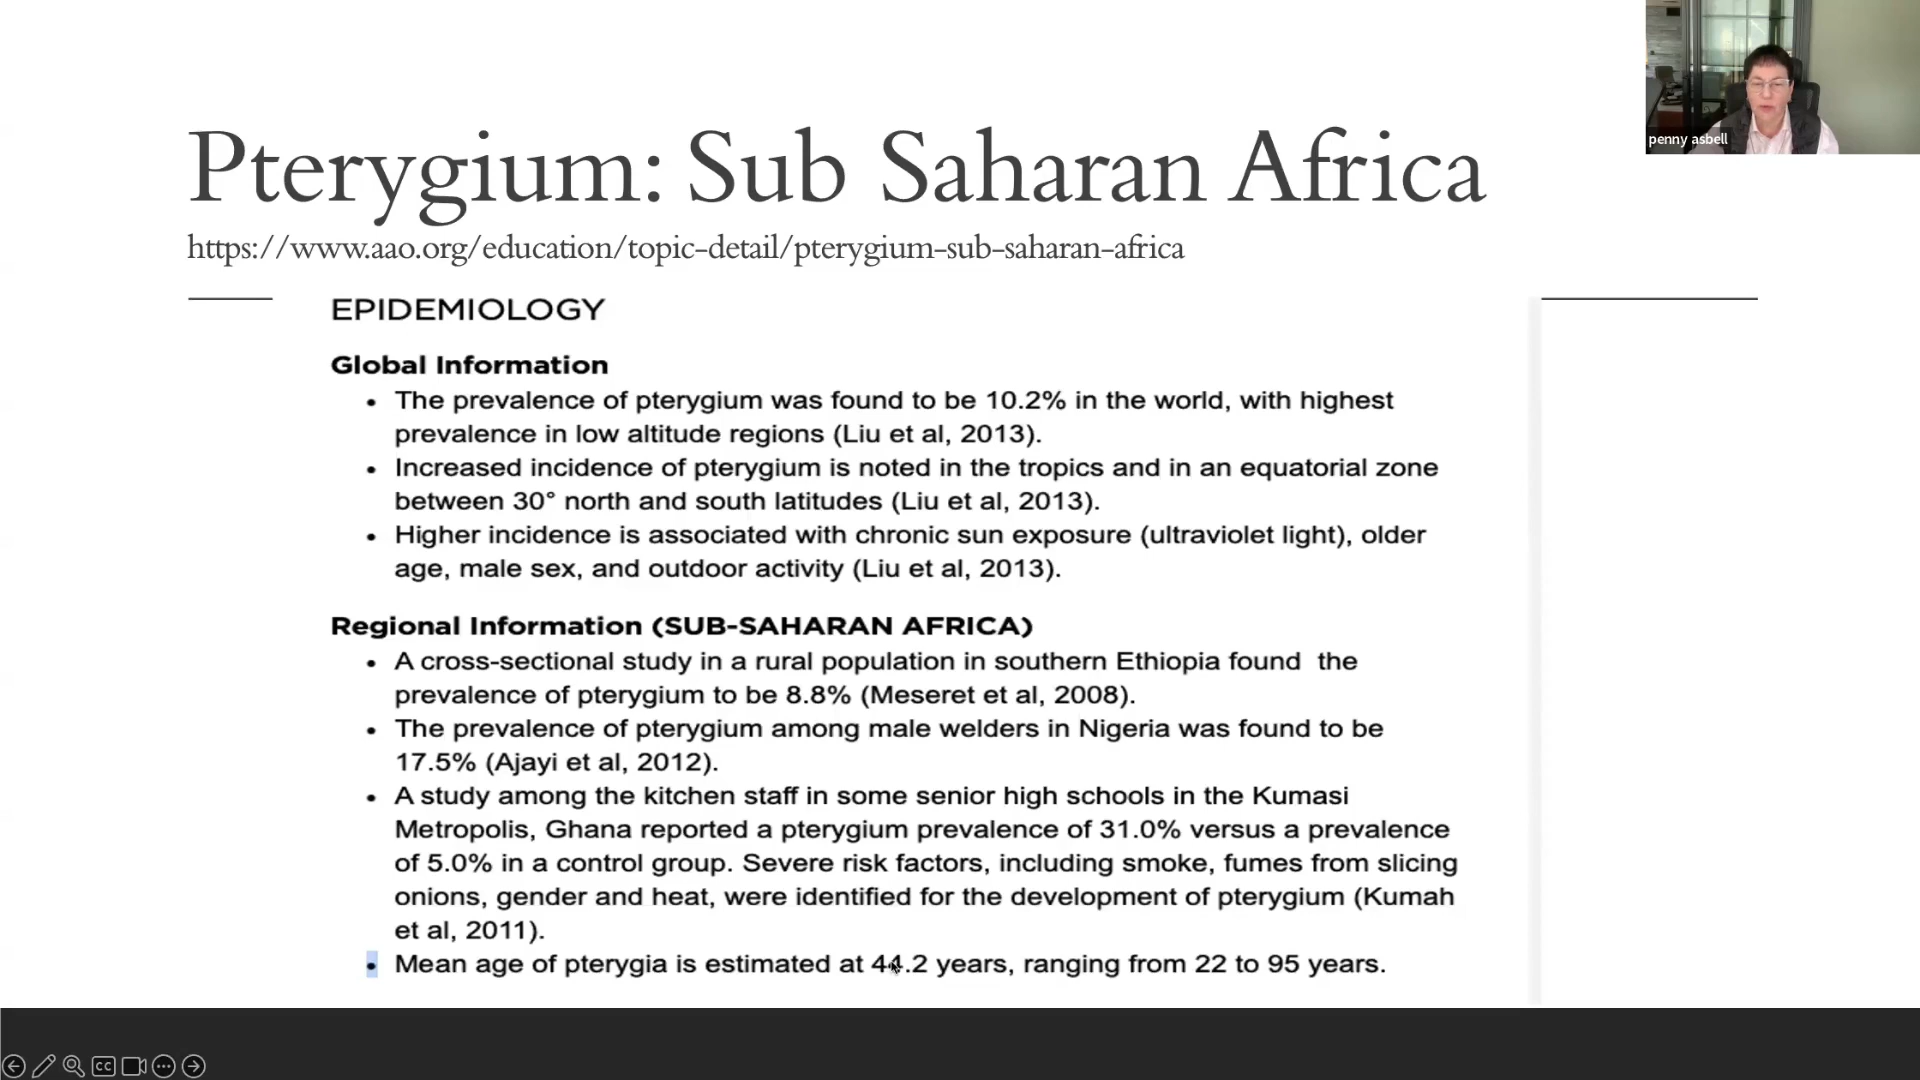 penny asbell
Pterygium: Sub Saharan Africa
https://www.aao.org/education/topic-detail/pterygium-sub-saharan-africa
EPIDEMIOLOGY
Global Information
• The prevalence of pterygium was found to be 10.2% in the world, with highest
prevalence in low altitude regions (Liu et al, 2013).
• Increased incidence of pterygium is noted in the tropics and in an equatorial zone
between 30° north and south latitudes (Liu et al, 2013).
• Higher incidence is associated with chronic sun exposure (ultraviolet light), older
age, male sex, and outdoor activity (Liu et al, 2013).
Regional Information (SUB-SAHARAN AFRICA)
• A cross-sectional study in a rural population in southern Ethiopia found the
prevalence of pterygium to be 8.8% (Meseret et al, 2008).
• The prevalence of pterygium among male welders in Nigeria was found to be
17.5% (Ajayi et al, 2012).
• A study among the kitchen staff in some senior high schools in the Kumasi
Metropolis, Ghana reported a pterygium prevalence of 31.0% versus a prevalence
of 5.0% in a control group. Severe risk factors, including smoke, fumes from slicing
onions, gender and heat, were identified for the development of pterygium (Kumah
et al, 2011).
• Mean age of pterygia is estimated at 44.2 years, ranging from 22 to 95 years.
CC